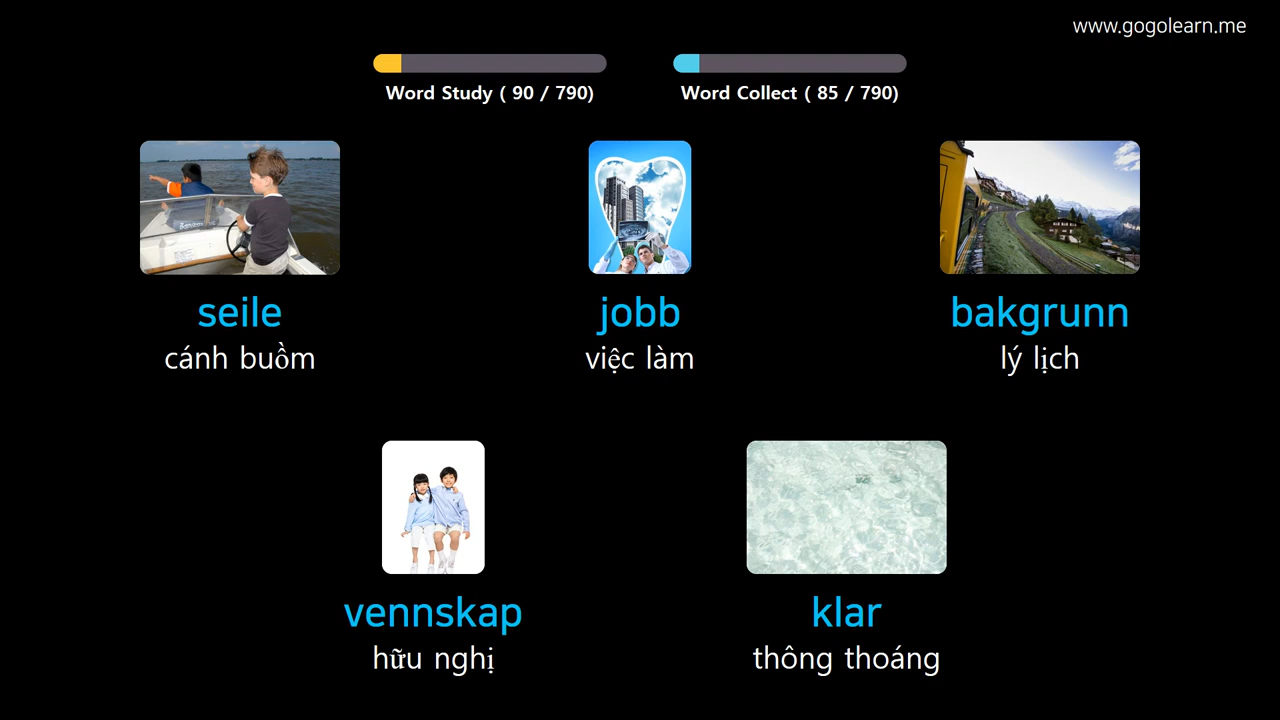 www.gogolearn.me
Word Study ( 90 / 790)
Word Collect ( 85 / 790)
seile
cánh buồm
jobb
việc làm
bakgrunn
lý lịch
vennskap
hữu nghị
klar
thông thoáng